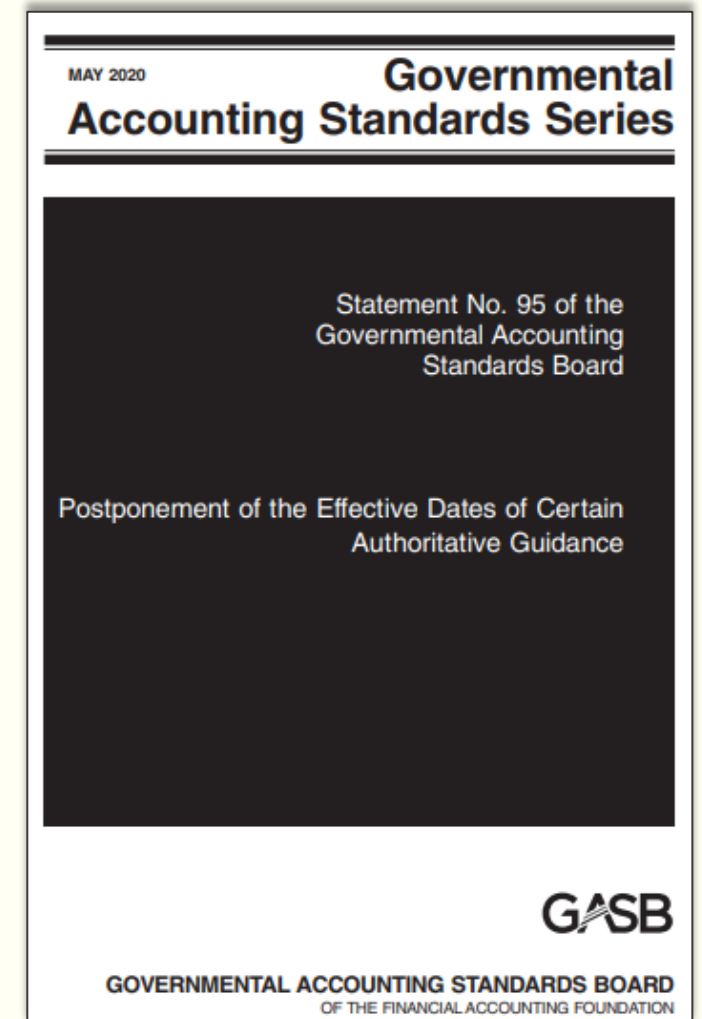 MAY 2020
Governmental
Accounting Standards Series
Statement No. 95 of the
Governmental Accounting
Standards Board
Postponement of the Effective Dates of Certain
Authoritative Guidance
GASB
GOVERNMENTAL ACCOUNTING STANDARDS BOARD
OF THE FINANCIAL ACCOUNTING FOUNDATION